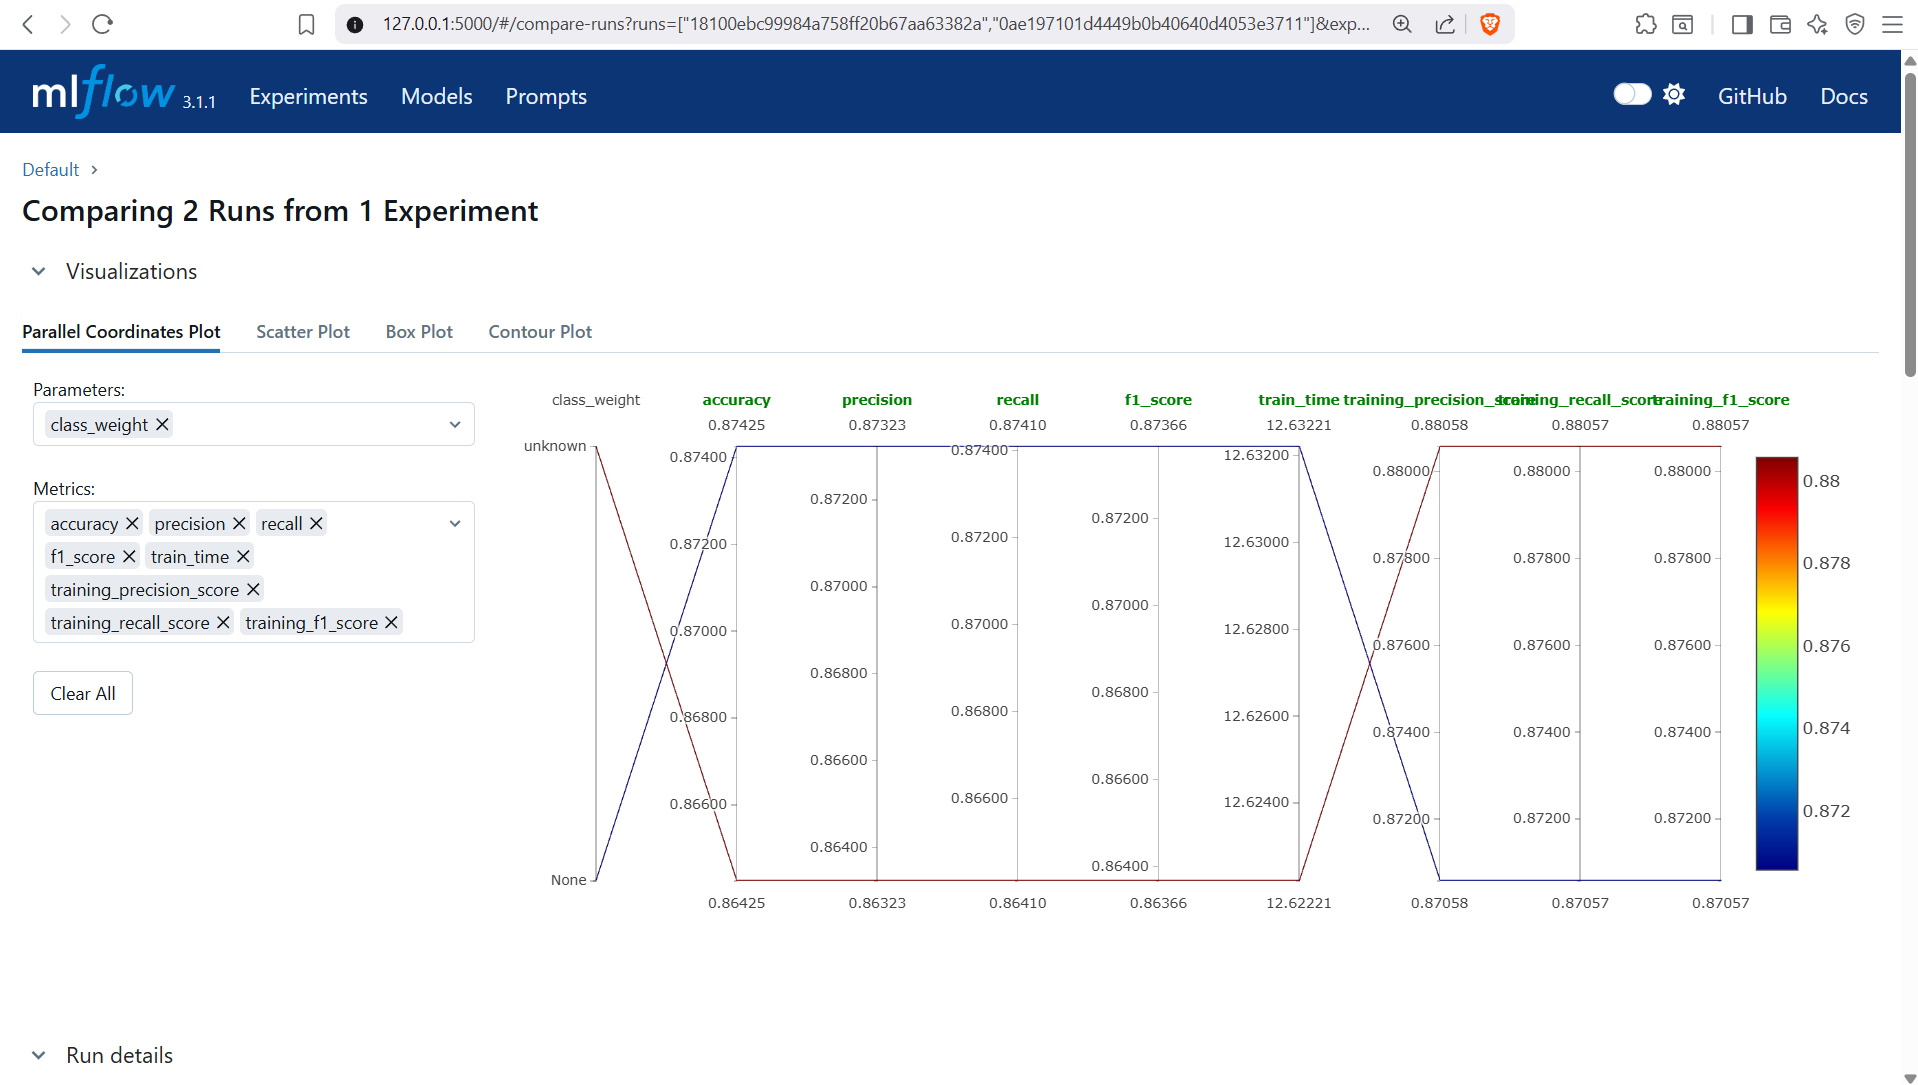 127.0.0.1:5000/#/compare-runs?runs=["18100ebc99984a758ff20b67aa63382a","0ae197101d4449b0b40640d4053e3711"]&exp...
mlflow 3.1.1 Experiments Models Prompts GitHub Docs
Default
Comparing 2 Runs from 1 Experiment
Visualizations
Parallel Coordinates Plot Scatter Plot Box Plot Contour Plot
Parameters:
class_weight
Metrics:
accuracy precision recall
f1_score train_time
training_precision_score
training_recall_score training_f1_score
Clear All
class_weight accuracy precision recall f1_score train_time training_precision_score training_recall_score training_f1_score
0.87425 0.87323 0.87410 0.87366 12.63221 0.88058 0.88057 0.88057
unknown
None
0.87400
0.87200
0.87000
0.86800
0.86600
0.87200
0.87000
0.86800
0.86600
0.86400
0.87400
0.87200
0.87000
0.86800
0.86600
0.87200
0.87000
0.86800
0.86600
0.86400
12.63200
12.63000
12.62800
12.62600
12.62400
0.88000
0.87800
0.87600
0.87400
0.87200
0.88000
0.87800
0.87600
0.87400
0.87200
0.88000
0.87800
0.87600
0.87400
0.87200
0.86425 0.86323 0.86410 0.86366 12.62221 0.87058 0.87057 0.87057
0.88
0.878
0.876
0.874
0.872
Run details